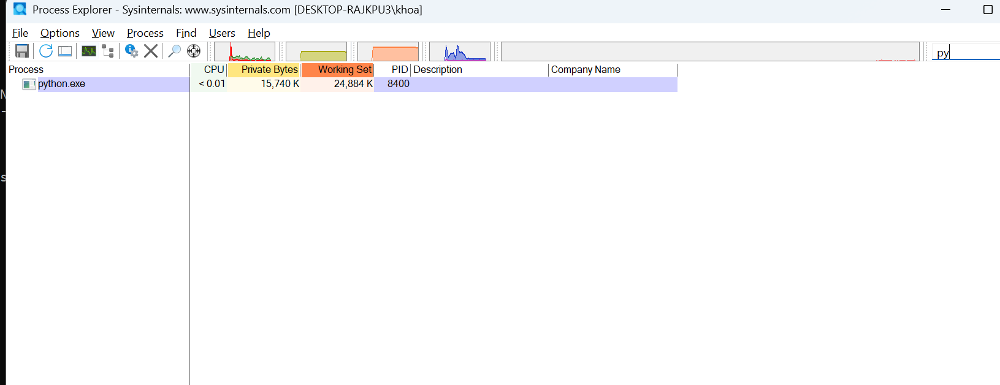 Process Explorer - Sysinternals: www.sysinternals.com [DESKTOP-RAJKPU3\khoa]
File Options View Process Find Users Help
py
Process CPU Private Bytes Working Set PID Description Company Name
python.exe < 0.01 15,740 K 24,884 K 8400